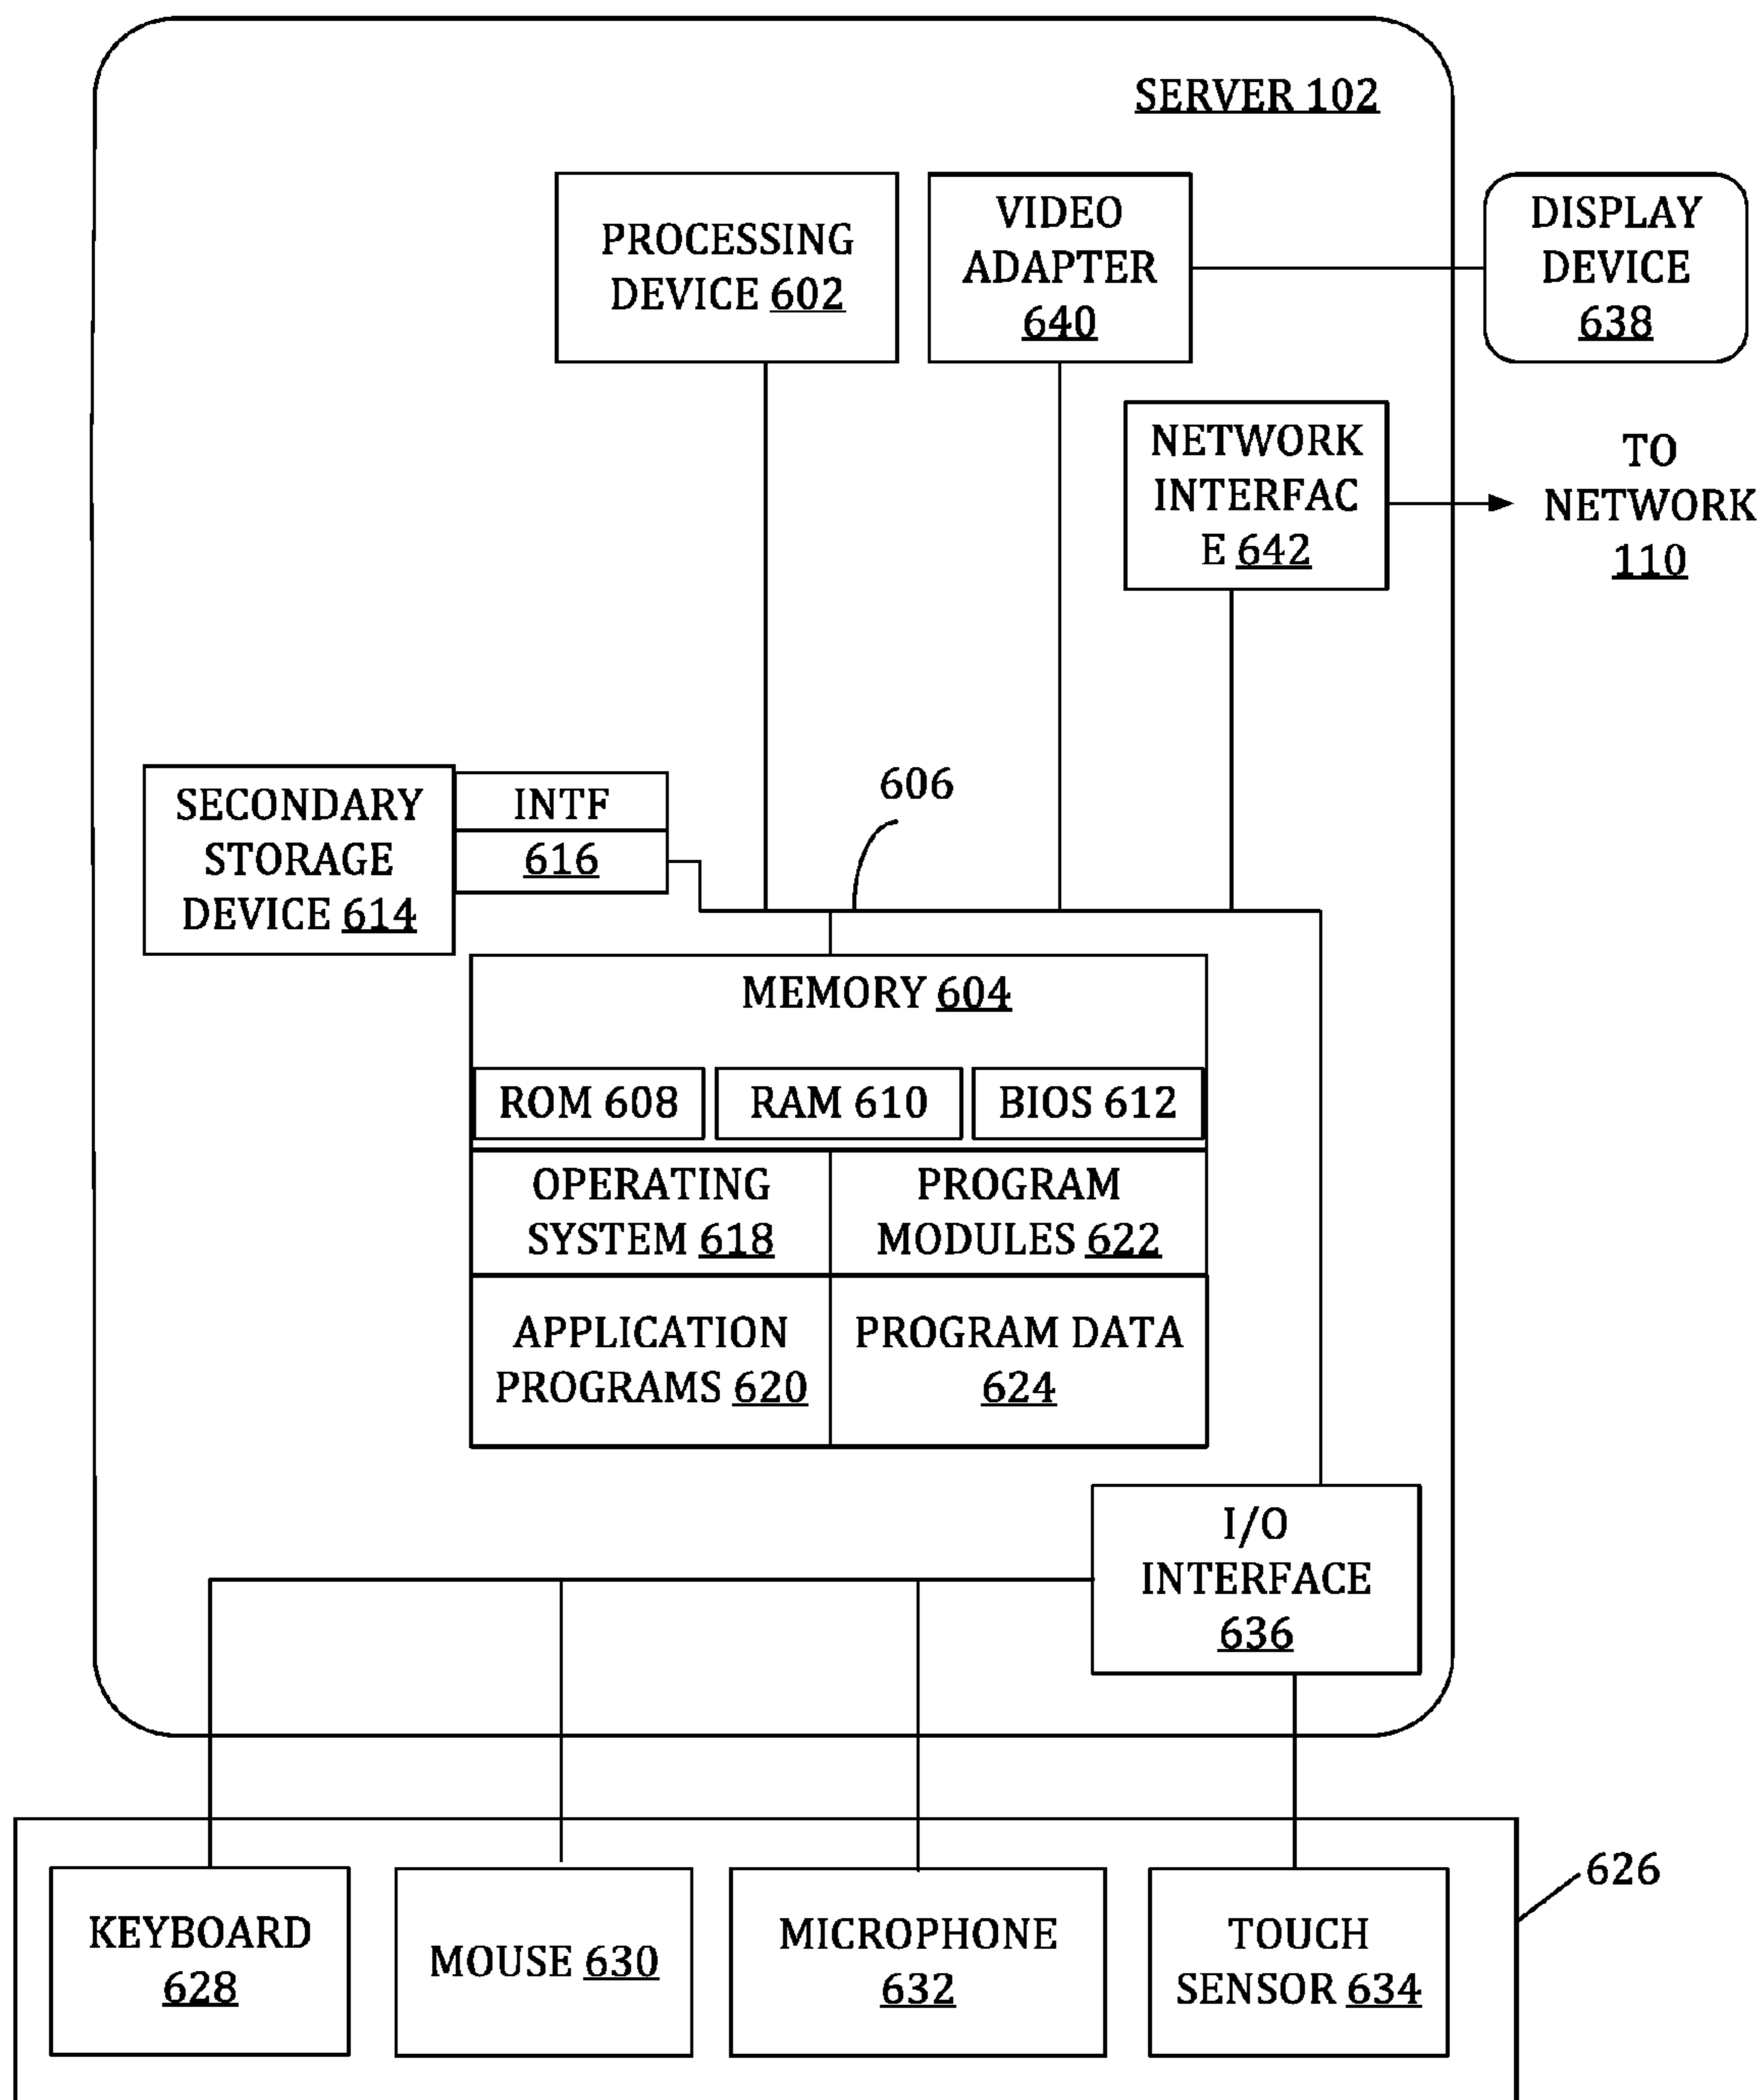 SERVER 102
PROCESSING
DEVICE 602
VIDEO
ADAPTER
640
DISPLAY
DEVICE
638
NETWORK
INTERFAC
E 642
TO
NETWORK
110
SECONDARY
STORAGE
DEVICE 614
INTF
616
606
MEMORY 604
ROM 608
RAM 610
BIOS 612
OPERATING
SYSTEM 618
PROGRAM
MODULES 622
APPLICATION
PROGRAMS 620
PROGRAM DATA
624
I/O
INTERFACE
636
626
KEYBOARD
628
MOUSE 630
MICROPHONE
632
TOUCH
SENSOR 634